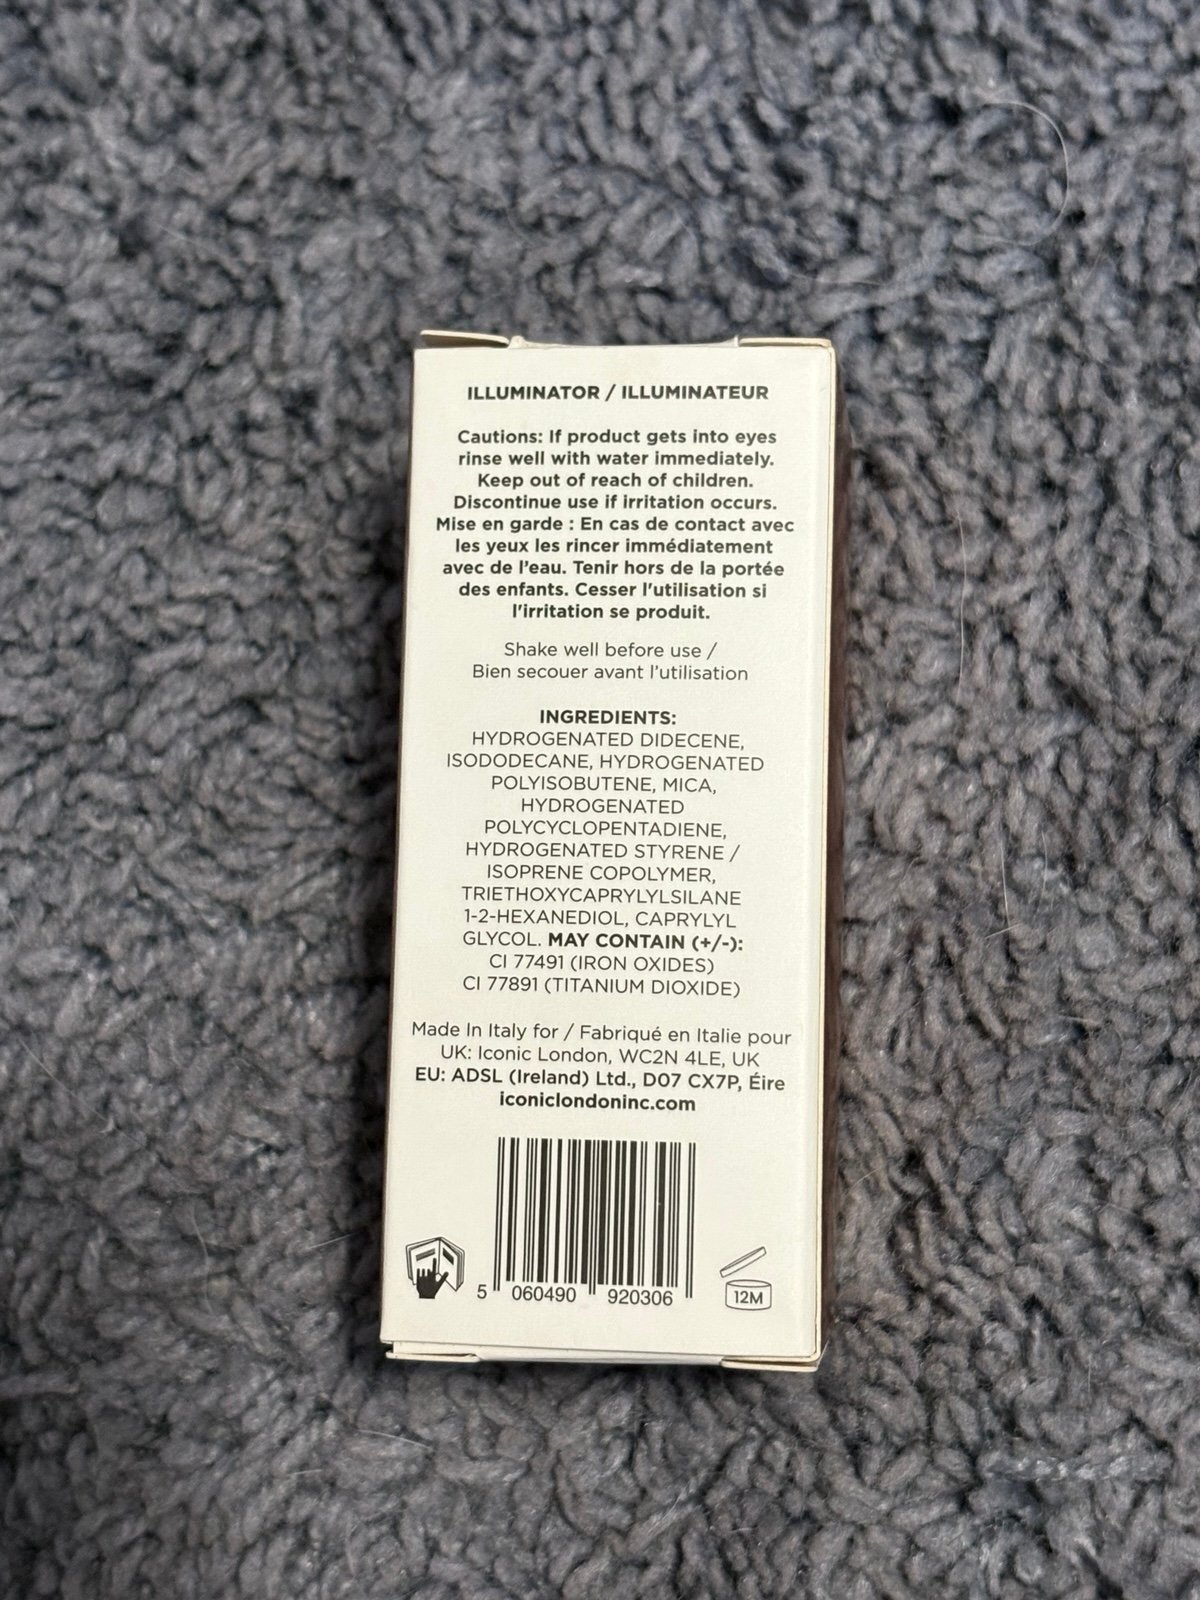 ILLUMINATOR / ILLUMINATEUR
Cautions: If product gets into eyes
rinse well with water immediately.
Keep out of reach of children.
Discontinue use if irritation occurs.
Mise en garde : En cas de contact avec
les yeux les rincer immédiatement
avec de l'eau. Tenir hors de la portée
des enfants. Cesser l'utilisation si
l'irritation se produit.
Shake well before use /
Bien secouer avant l'utilisation
INGREDIENTS:
HYDROGENATED DIDECENE,
ISODODECANE, HYDROGENATED
POLYISOBUTENE, MICA,
HYDROGENATED
POLYCYCLOPENTADIENE,
HYDROGENATED STYRENE /
ISOPRENE COPOLYMER,
TRIETHOXYCAPRYLYLSILANE
1-2-HEXANEDIOL, CAPRYLYL
GLYCOL. MAY CONTAIN (+/-):
CI 77491 (IRON OXIDES)
CI 77891 (TITANIUM DIOXIDE)
Made In Italy for / Fabriqué en Italie pour
UK: Iconic London, WC2N 4LE, UK
EU: ADSL (Ireland) Ltd., D07 CX7P, Éire
iconiclondoninc.com
5 060490 920306
12M